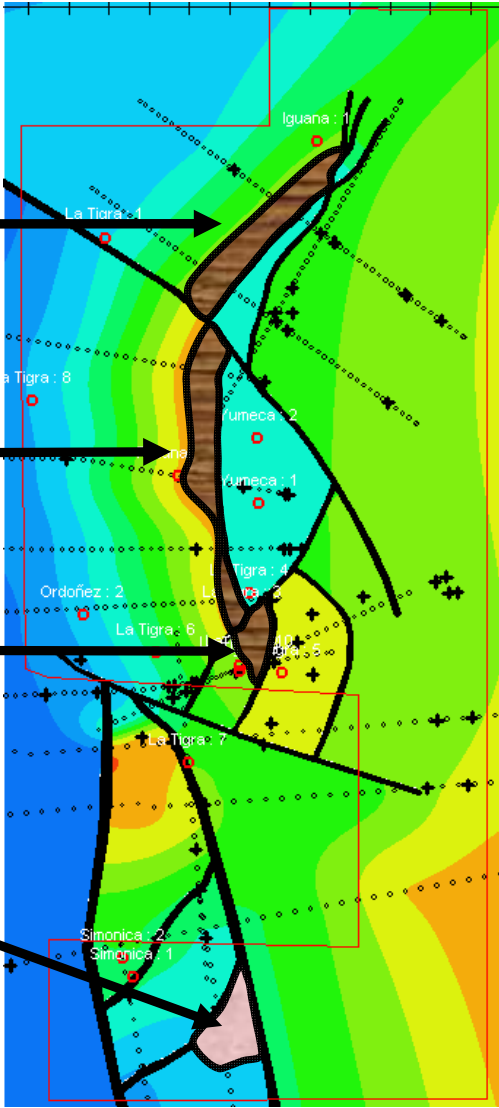 Iguana : 1
La Tigra : 1
a Tigra : 8
Yumeca : 2
na
Yumeca : 1
Tigra : 4
Ordoñez : 2
La Tigra : 6
La Tigra : 7
Simonica : 2
Simonica : 1